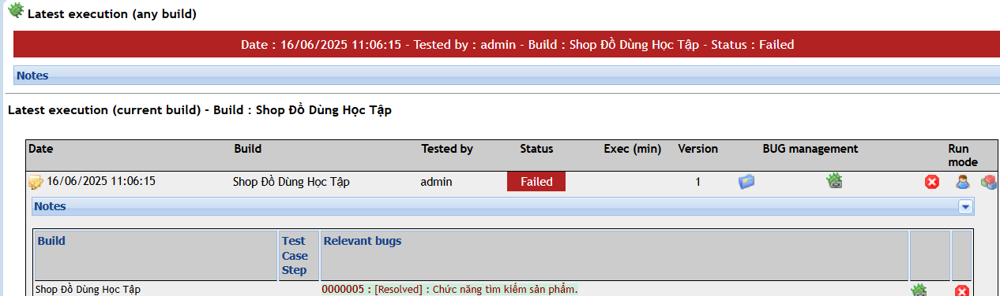 Latest execution (any build)
Date : 16/06/2025 11:06:15 - Tested by : admin - Build : Shop Đồ Dùng Học Tập - Status : Failed
Notes
Latest execution (current build) - Build : Shop Đồ Dùng Học Tập
Date Build Tested by Status Exec (min) Version BUG management Run
mode
16/06/2025 11:06:15 Shop Đồ Dùng Học Tập admin Failed 1
Notes
Build Test Relevant bugs
Case
Step
Shop Đồ Dùng Học Tập 0000005 : [Resolved] : Chức năng tìm kiếm sản phẩm.